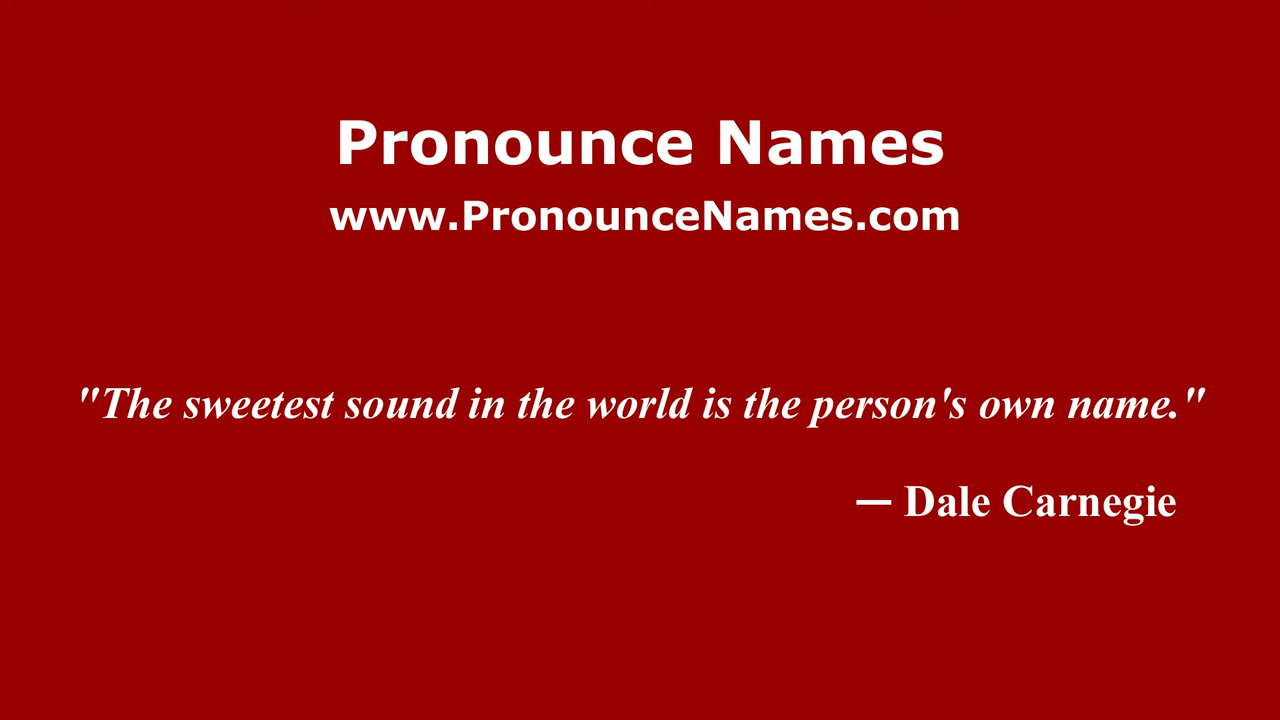 Pronounce Names
www.PronounceNames.com
"The sweetest sound in the world is the person's own name."
— Dale Carnegie